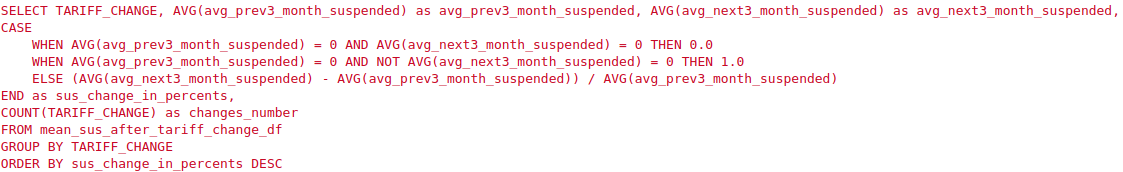 SELECT TARIFF_CHANGE, AVG(avg_prev3_month_suspended) as avg_prev3_month_suspended, AVG(avg_next3_month_suspended) as avg_next3_month_suspended,
CASE
    WHEN AVG(avg_prev3_month_suspended) = 0 AND AVG(avg_next3_month_suspended) = 0 THEN 0.0
    WHEN AVG(avg_prev3_month_suspended) = 0 AND NOT AVG(avg_next3_month_suspended) = 0 THEN 1.0
    ELSE (AVG(avg_next3_month_suspended) - AVG(avg_prev3_month_suspended)) / AVG(avg_prev3_month_suspended)
END as sus_change_in_percents,
COUNT(TARIFF_CHANGE) as changes_number
FROM mean_sus_after_tariff_change_df
GROUP BY TARIFF_CHANGE
ORDER BY sus_change_in_percents DESC